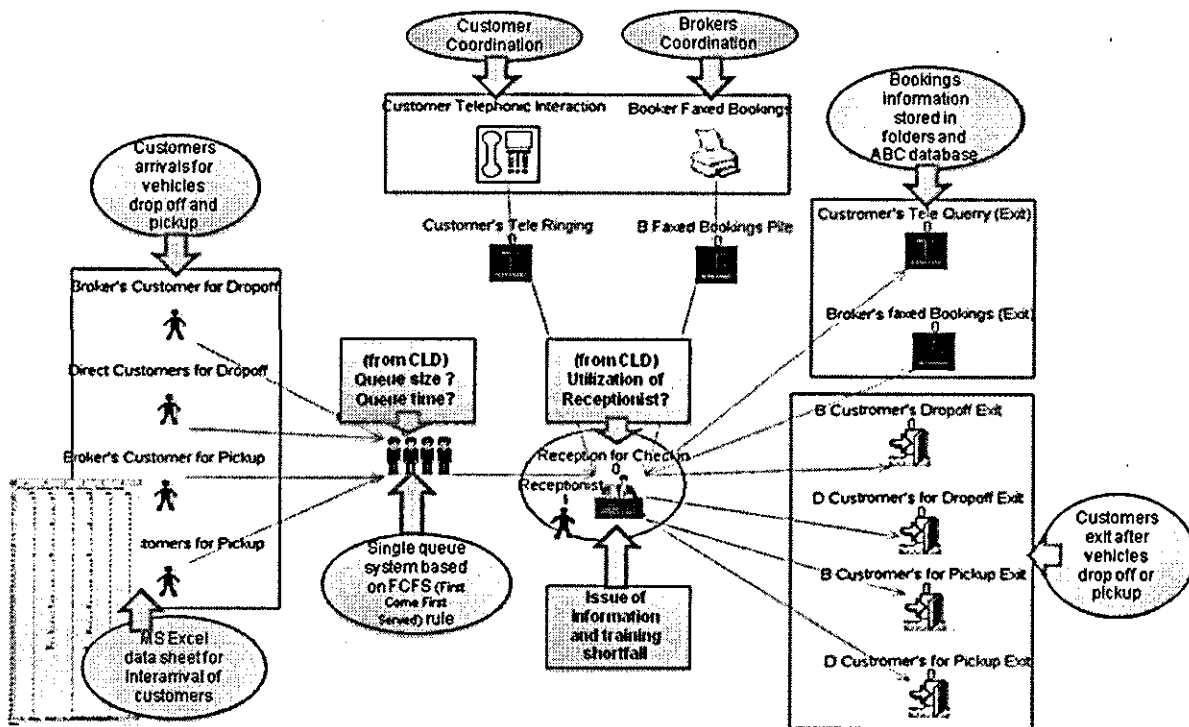 Customer
Coordination
Brokers
Coordination
Customer Telephonic Interaction
Booker Faxed Bookings
Bookings
information
stored in
folders and
ABC database
Customers
arrivals for
vehicles
drop off and
pickup
Customer's Tele Ringing
B Faxed Bookings Pile
Custromer's Tele Querry (Exit)
Broker's faxed Bookings (Exit)
Broker's Customer for Dropoff
Direct Customers for Dropoff
Broker's Customer for Pickup
tomers for Pickup
(from CLD)
Queue size ?
Queue time?
(from CLD)
Utilization of
Receptionist?
Reception for Checkin
Receptionist
B Custromer's Dropoff Exit
D Custromer's for Dropoff Exit
B Custromer's for Pickup Exit
D Custromer's for Pickup Exit
Customers
exit after
vehicles
drop off or
pickup
Single queue
system based
on FCFS (First
Come First
Served) rule
Issue of
information
and training
shortfall
MS Excel
data sheet for
interarrival of
customers